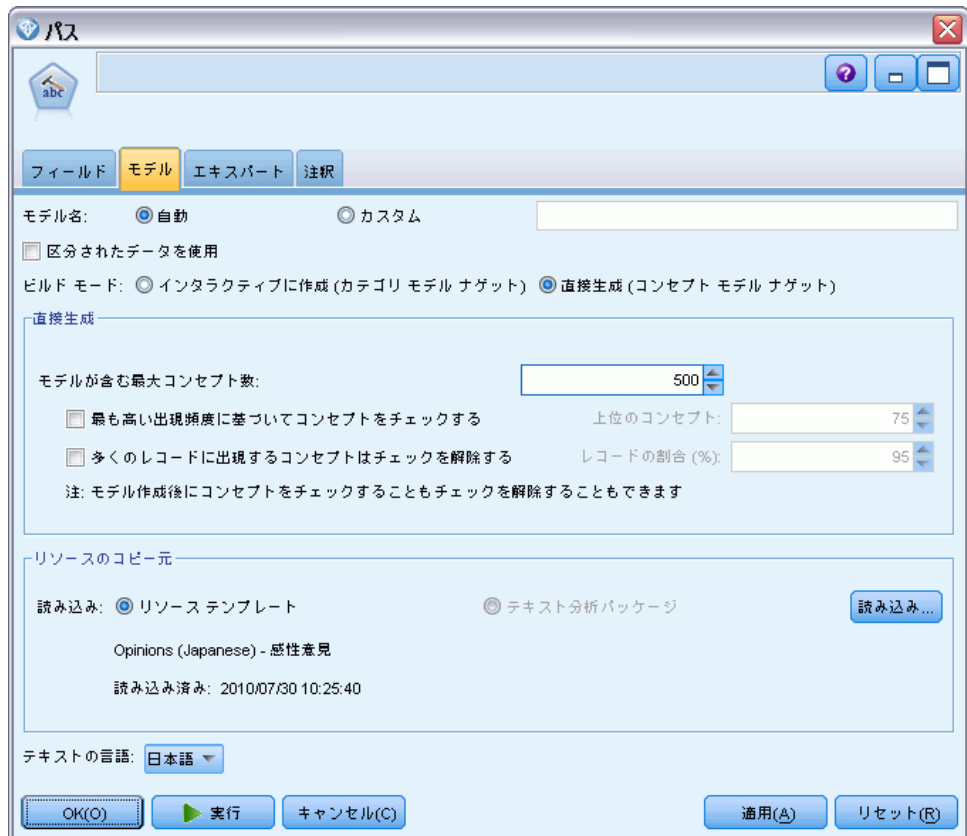 パス
abc
フィールド モデル エキスパート 注釈
モデル名: 自動 カスタム
区分されたデータを使用
ビルド モード: インタラクティブに作成 (カテゴリ モデル ナゲット) 直接生成 (コンセプト モデル ナゲット)
直接生成
モデルが含む最大コンセプト数: 500
最も高い出現頻度に基づいてコンセプトをチェックする 上位のコンセプト: 75
多くのレコードに出現するコンセプトはチェックを解除する レコードの割合 (%): 95
注: モデル作成後にコンセプトをチェックすることもチェックを解除することもできます
リソースのコピー元
読み込み: リソース テンプレート テキスト分析パッケージ 読み込み...
Opinions (Japanese) - 感性意見
読み込み済み: 2010/07/30 10:25:40
テキストの言語: 日本語
OK(O) 実行 キャンセル(C) 適用(A) リセット(R)